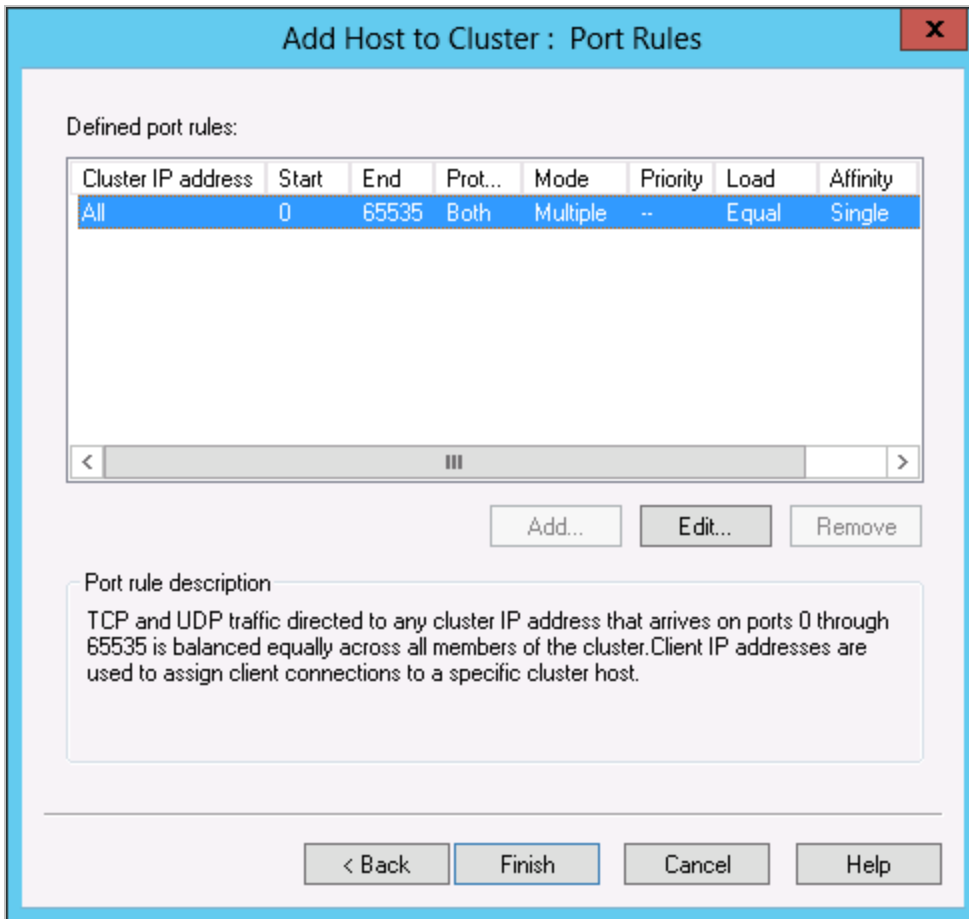 Add Host to Cluster : Port Rules
x
Defined port rules:
Cluster IP address Start End Prot... Mode Priority Load Affinity
All 0 65535 Both Multiple -- Equal Single
Add... Edit... Remove
Port rule description
TCP and UDP traffic directed to any cluster IP address that arrives on ports 0 through
65535 is balanced equally across all members of the cluster.Client IP addresses are
used to assign client connections to a specific cluster host.
< Back Finish Cancel Help